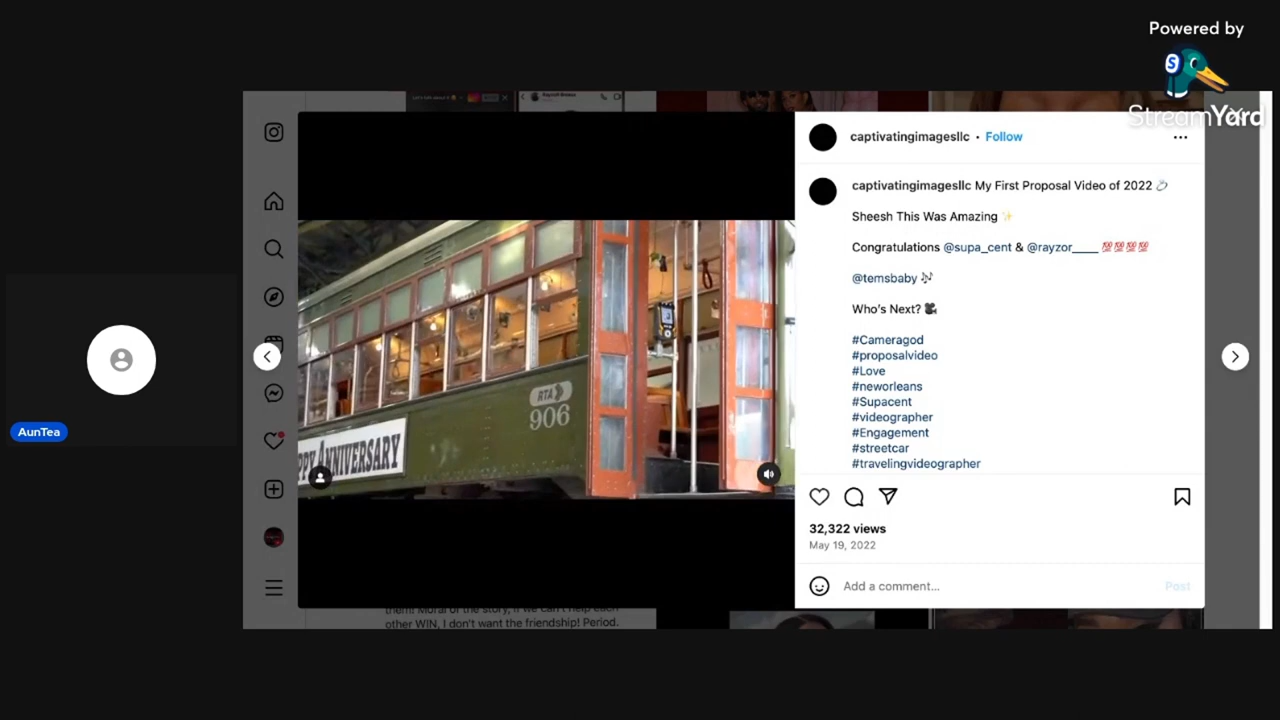 Powered by
StreamYard
captivatingimagesllc • Follow
captivatingimagesllc My First Proposal Video of 2022 💍
Sheesh This Was Amazing ✨
Congratulations @supa_cent & @rayzor____ 💯💯💯💯
@temsbaby 🎶
Who's Next? 🎥
#Cameragod
#proposalvideo
#Love
#neworleans
#Supacent
#videographer
#Engagement
#streetcar
#travelingvideographer
RTA
906
PPY ANNIVERSARY
AunTea
32,322 views
May 19, 2022
Add a comment...
Post
them! Moral of the story, if we can't help each
other WIN, I don't want the friendship! Period.